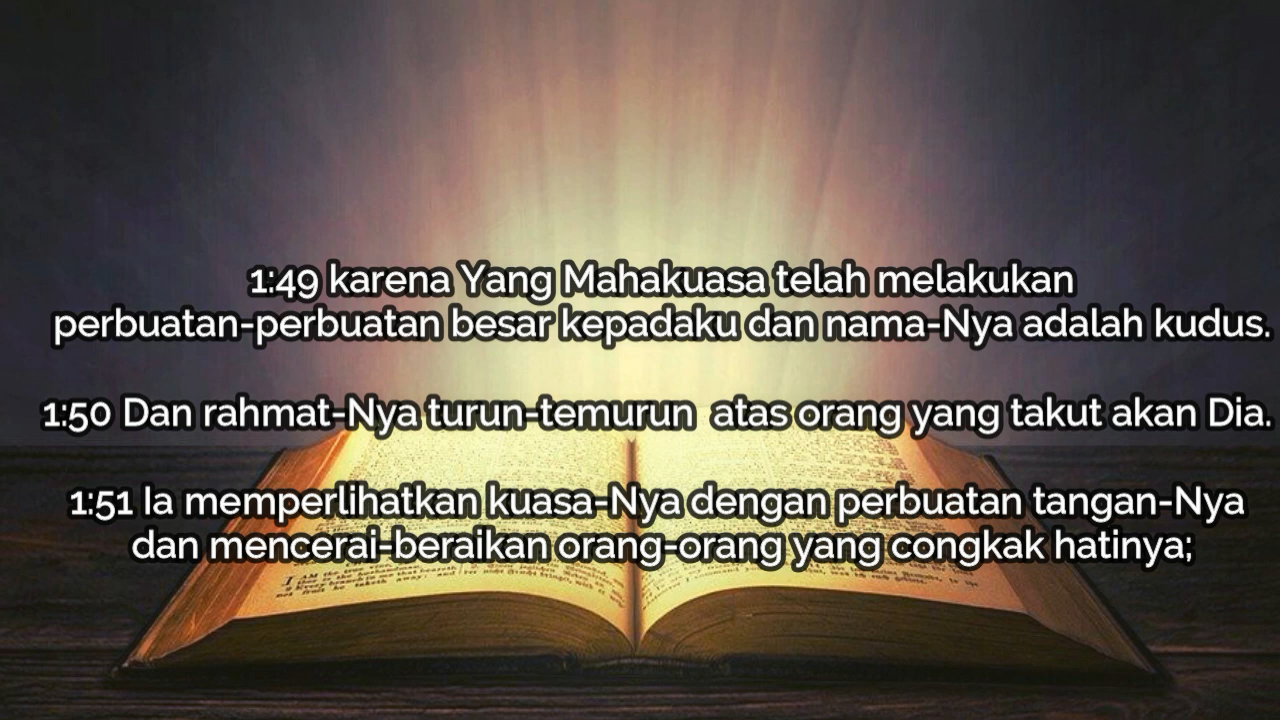 1:49 karena Yang Mahakuasa telah melakukan
perbuatan-perbuatan besar kepadaku dan nama-Nya adalah kudus.
1:50 Dan rahmat-Nya turun-temurun  atas orang yang takut akan Dia.
1:51 Ia memperlihatkan kuasa-Nya dengan perbuatan tangan-Nya
dan mencerai-beraikan orang-orang yang congkak hatinya;